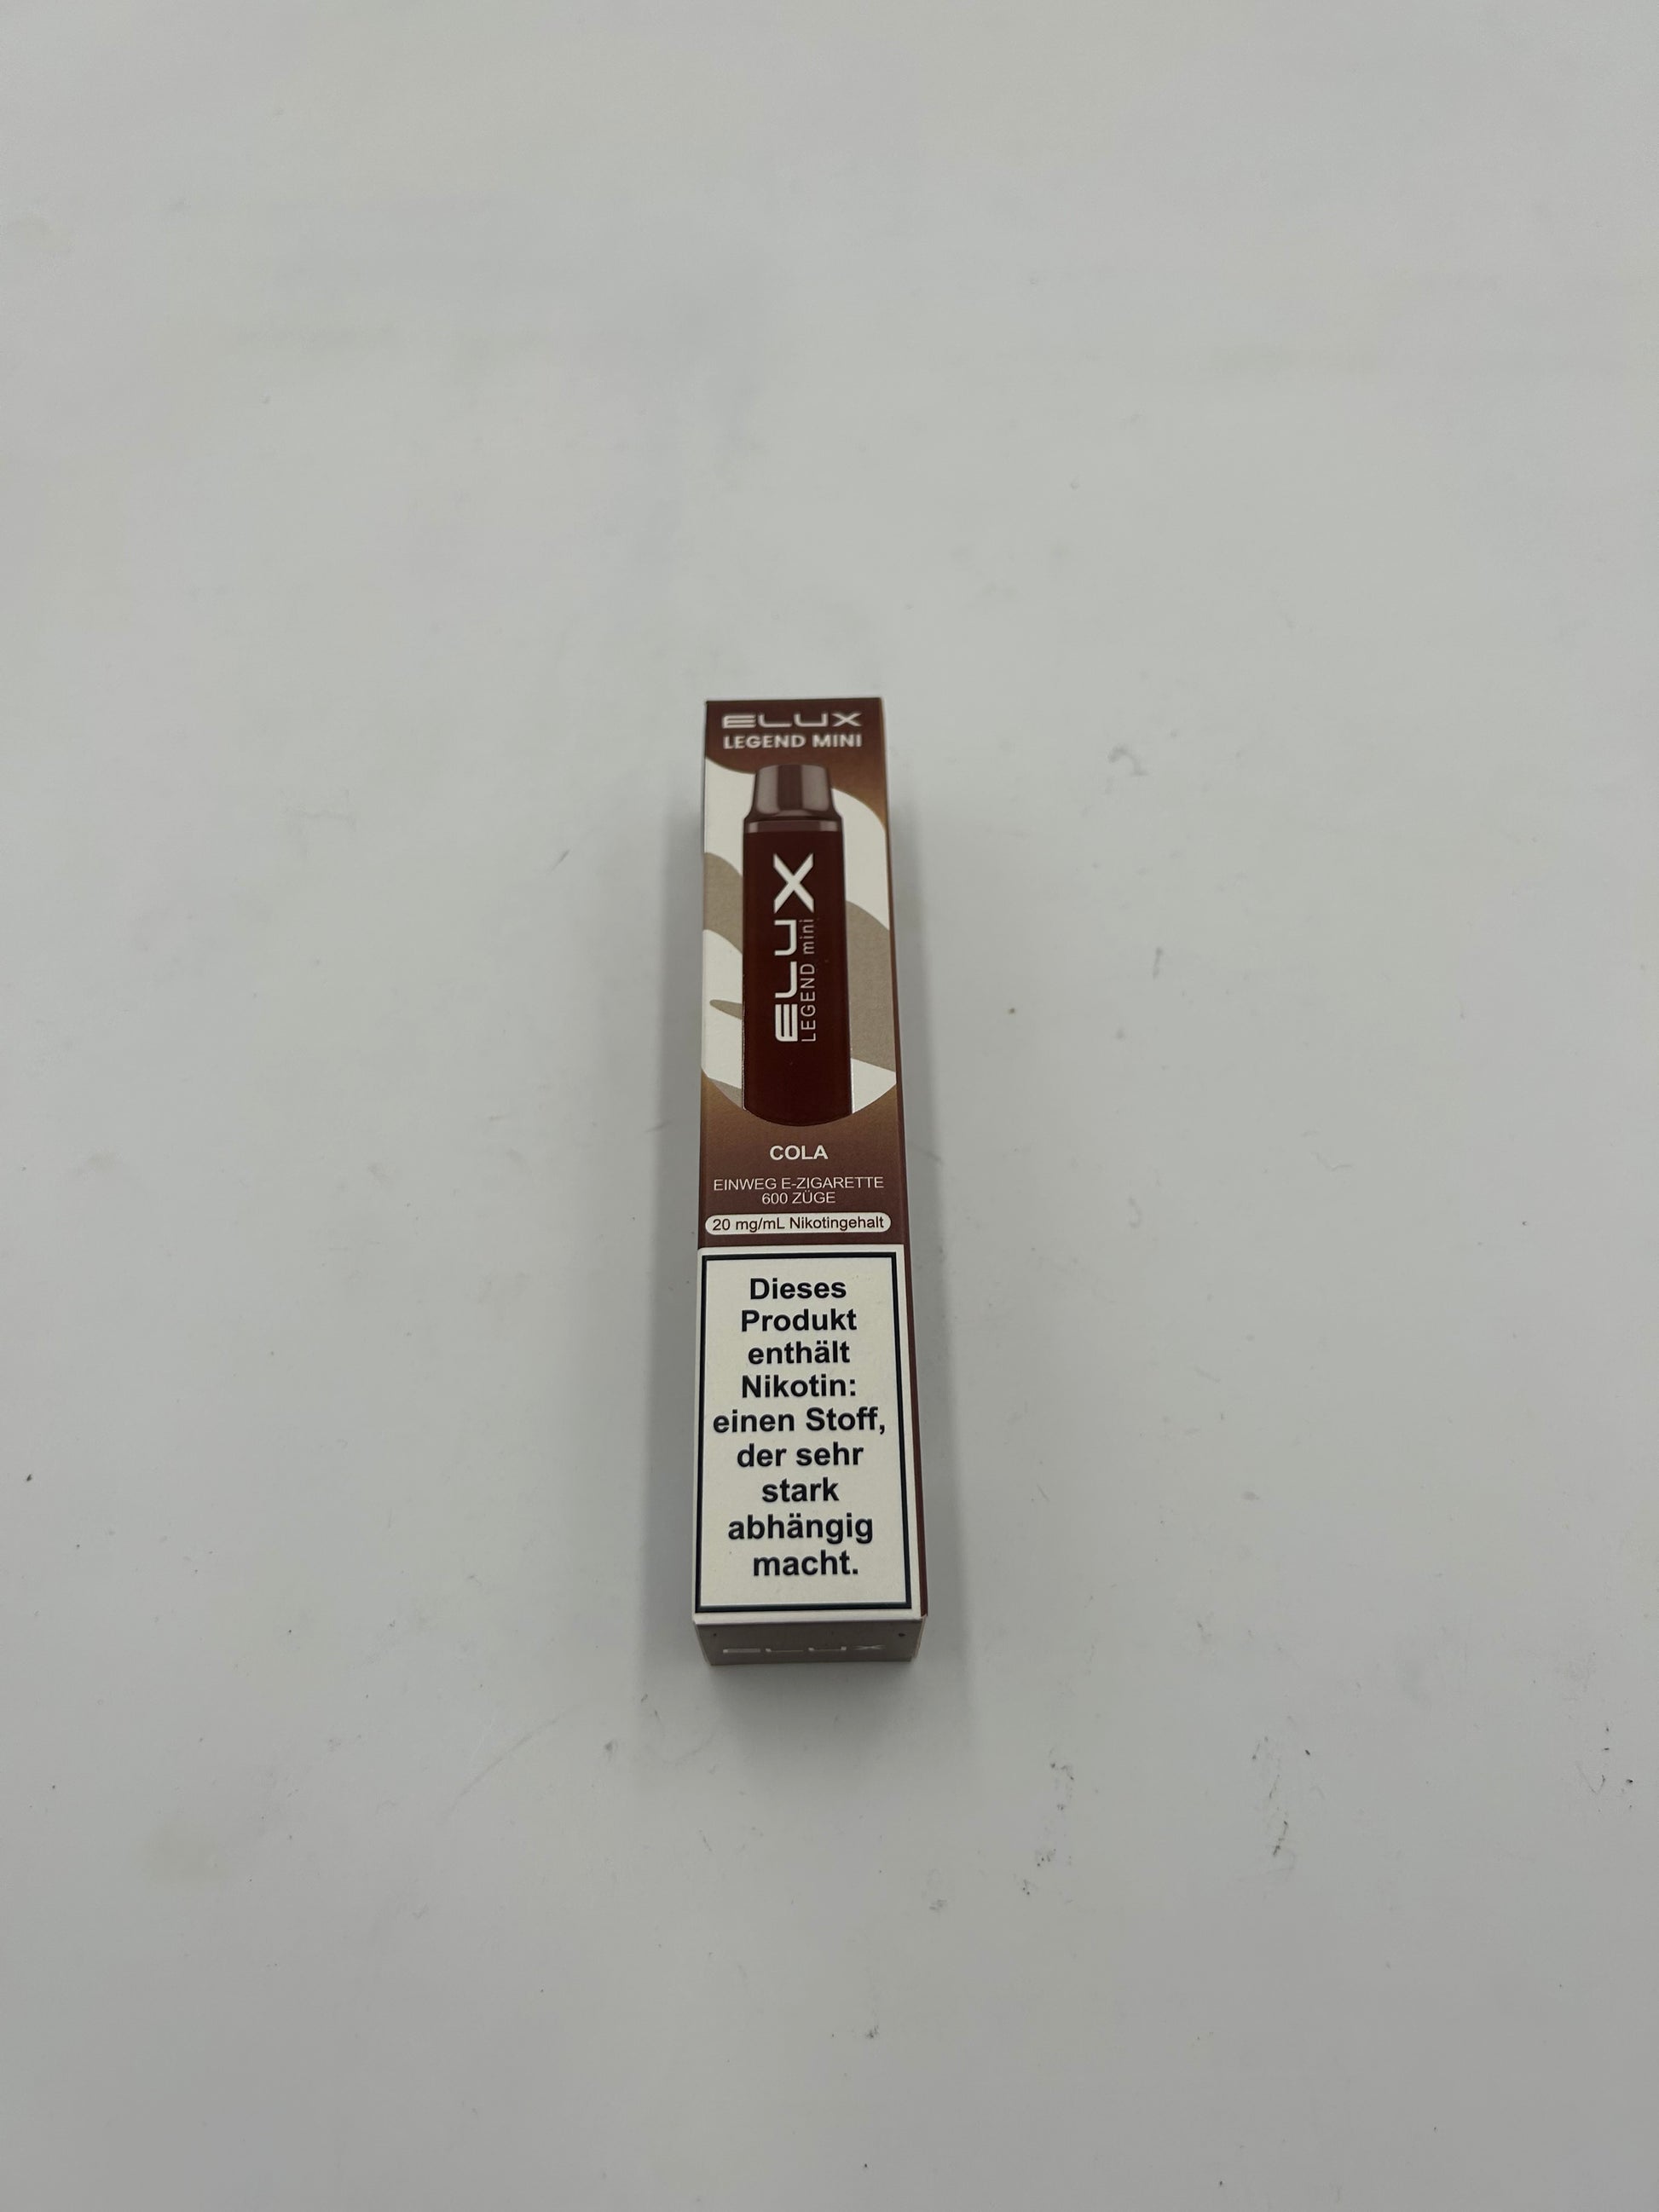 ELUX
LEGEND MINI
ELUX
LEGEND mini
COLA
EINWEG E-ZIGARETTE
600 ZÜGE
20 mg/mL Nikotingehalt
Dieses
Produkt
enthält
Nikotin:
einen Stoff,
der sehr
stark
abhängig
macht.
ELUX